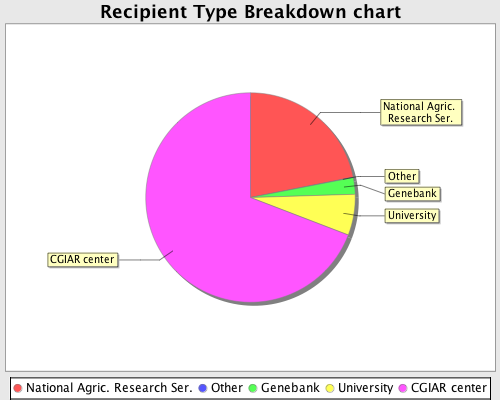 Recipient Type Breakdown chart
National Agric.
Research Ser.
Other
Genebank
University
CGIAR center
National Agric. Research Ser. Other Genebank University CGIAR center